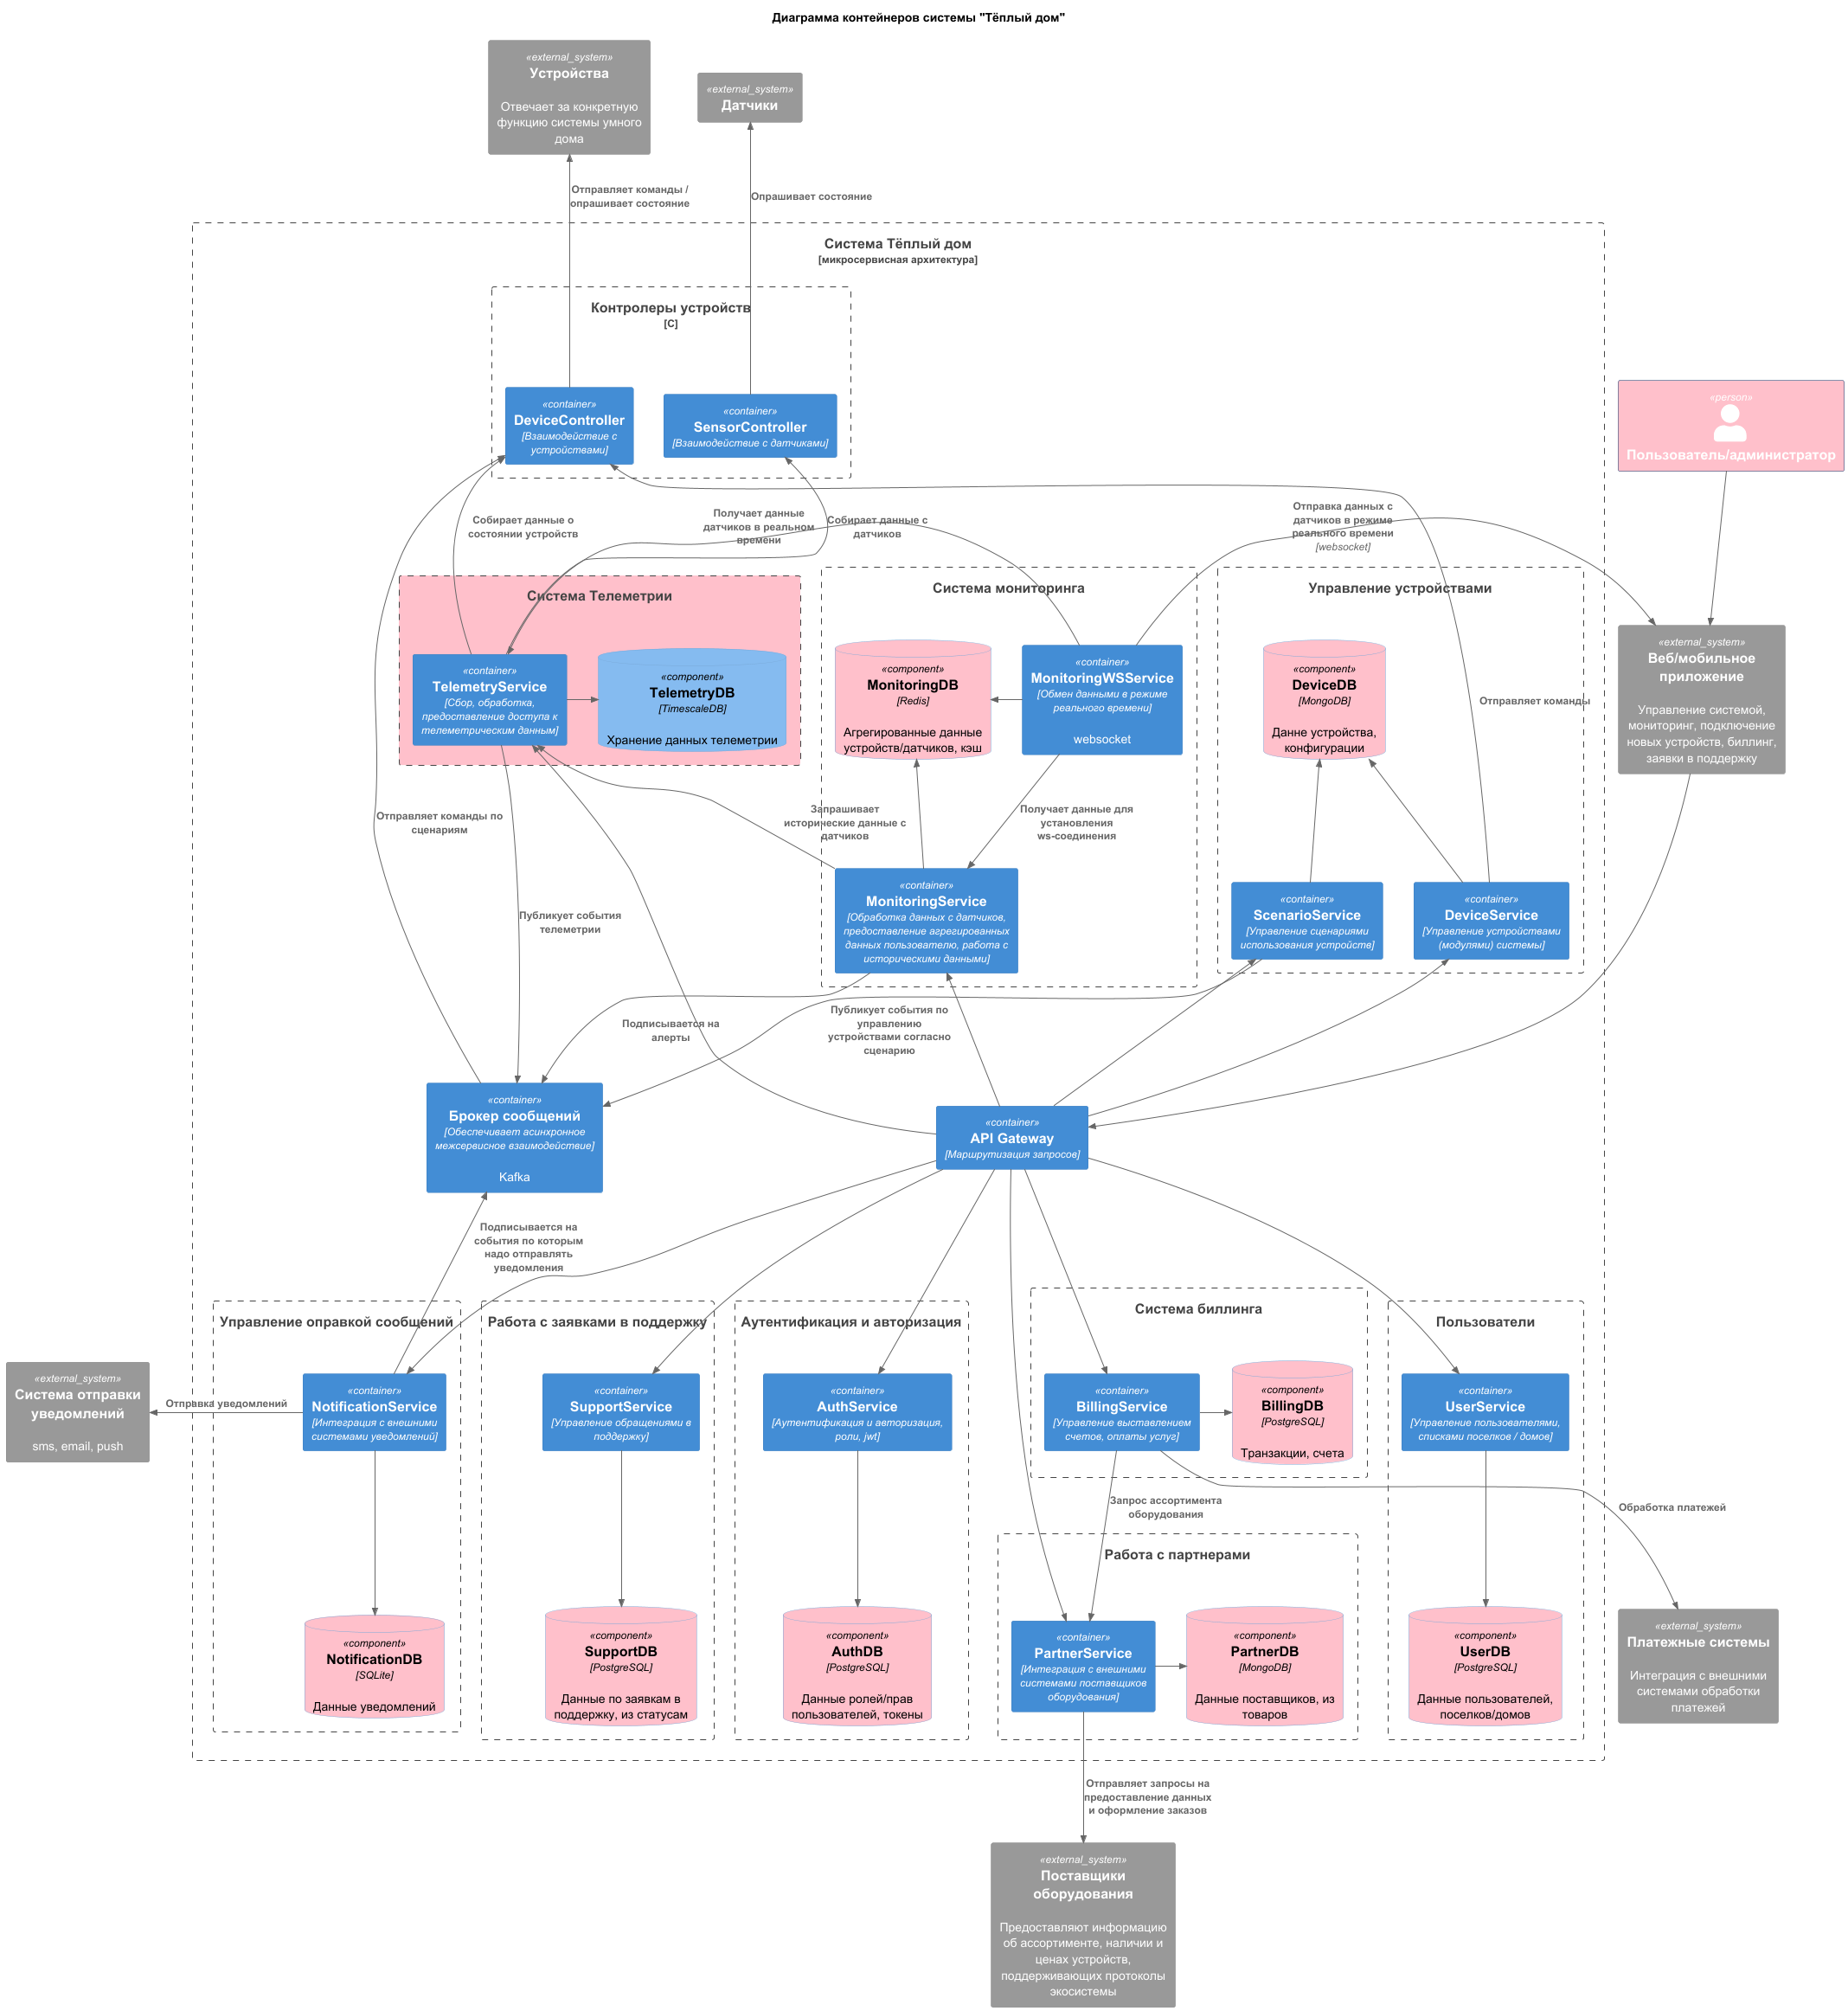 Диаграмма контейнеров системы "Тёплый дом"
«external_system»
Устройства
Отвечает за конкретную
функцию системы умного
дома
«external_system»
Датчики
Отправляет команды /
опрашивает состояние
Опрашивает состояние
Система Тёплый дом
[микросервисная архитектура]
Контролеры устройств
[C]
«container»
DeviceController
[Взаимодействие с
устройствами]
«container»
SensorController
[Взаимодействие с датчиками]
«person»
Пользователь/администратор
Собирает данные о
состоянии устройств
Получает данные
датчиков в реальном
времени
Собирает данные с
датчиков
Отправка данных с
датчиков в режиме
реального времени
[websocket]
Система Телеметрии
«container»
TelemetryService
[Сбор, обработка,
предоставление доступа к
телеметрическим данным]
«component»
TelemetryDB
[TimescaleDB]
Хранение данных телеметрии
Система мониторинга
«component»
MonitoringDB
[Redis]
Агрегированные данные
устройств/датчиков, кэш
«container»
MonitoringWSService
[Обмен данными в режиме
реального времени]
websocket
Управление устройствами
«component»
DeviceDB
[MongoDB]
Данне устройства,
конфигурации
Отправляет команды
«external_system»
Веб/мобильное
приложение
Управление системой,
мониторинг, подключение
новых устройств, биллинг,
заявки в поддержку
Отправляет команды по
сценариям
Запрашивает
исторические данные с
датчиков
Получает данные для
установления
ws-соединения
Публикует события
телеметрии
«container»
MonitoringService
[Обработка данных с датчиков,
предоставление агрегированных
данных пользователю, работа с
историческими данными]
«container»
ScenarioService
[Управление сценариями
использования устройств]
«container»
DeviceService
[Управление устройствами
(модулями) системы]
Подписывается на
алерты
Публикует события по
управлению
устройствами согласно
сценарию
«container»
Брокер сообщений
[Обеспечивает асинхронное
межсервисное взаимодействие]
Kafka
«container»
API Gateway
[Маршрутизация запросов]
Подписывается на
события по которым
надо отправлять
уведомления
Управление оправкой сообщений
«container»
NotificationService
[Интеграция с внешними
системами уведомлений]
Работа с заявками в поддержку
«container»
SupportService
[Управление обращениями в
поддержку]
Аутентификация и авторизация
«container»
AuthService
[Аутентификация и авторизация,
роли, jwt]
Система биллинга
«container»
BillingService
[Управление выставлением
счетов, оплаты услуг]
«component»
BillingDB
[PostgreSQL]
Транзакции, счета
Пользователи
«container»
UserService
[Управление пользователями,
списками поселков / домов]
«external_system»
Система отправки
уведомлений
sms, email, push
Отправка уведомлений
Запрос ассортимента
оборудования
Обработка платежей
Работа с партнерами
«component»
NotificationDB
[SQLite]
Данные уведомлений
«component»
SupportDB
[PostgreSQL]
Данные по заявкам в
поддержку, из статусам
«component»
AuthDB
[PostgreSQL]
Данные ролей/прав
пользователей, токены
«container»
PartnerService
[Интеграция с внешними
системами поставщиков
оборудования]
«component»
PartnerDB
[MongoDB]
Данные поставщиков, из
товаров
«component»
UserDB
[PostgreSQL]
Данные пользователей,
поселков/домов
«external_system»
Платежные системы
Интеграция с внешними
системами обработки
платежей
Отправляет запросы на
предоставление данных
и оформление заказов
«external_system»
Поставщики
оборудования
Предоставляют информацию
об ассортименте, наличии и
ценах устройств,
поддерживающих протоколы
экосистемы